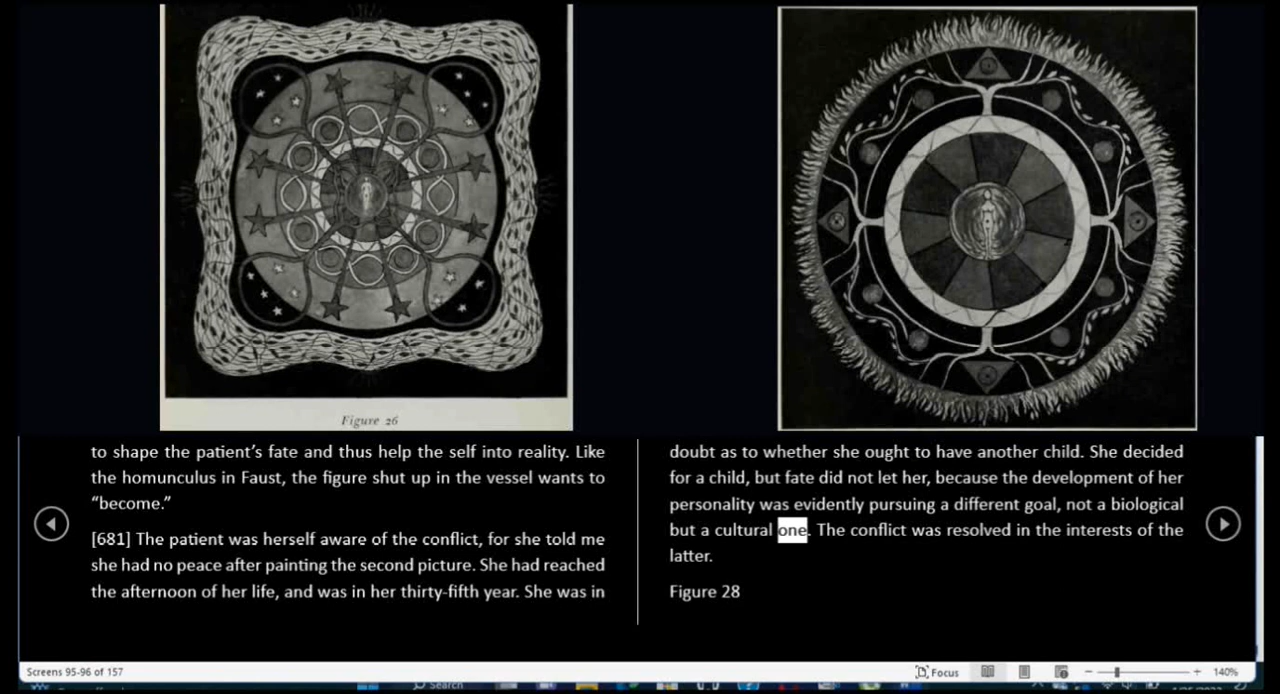 Figure 26
to shape the patient's fate and thus help the self into reality. Like
the homunculus in Faust, the figure shut up in the vessel wants to
"become."
[681] The patient was herself aware of the conflict, for she told me
she had no peace after painting the second picture. She had reached
the afternoon of her life, and was in her thirty-fifth year. She was in
doubt as to whether she ought to have another child. She decided
for a child, but fate did not let her, because the development of her
personality was evidently pursuing a different goal, not a biological
but a cultural one. The conflict was resolved in the interests of the
latter.
Figure 28
Screens 95-96 of 157
Focus
140%
Search